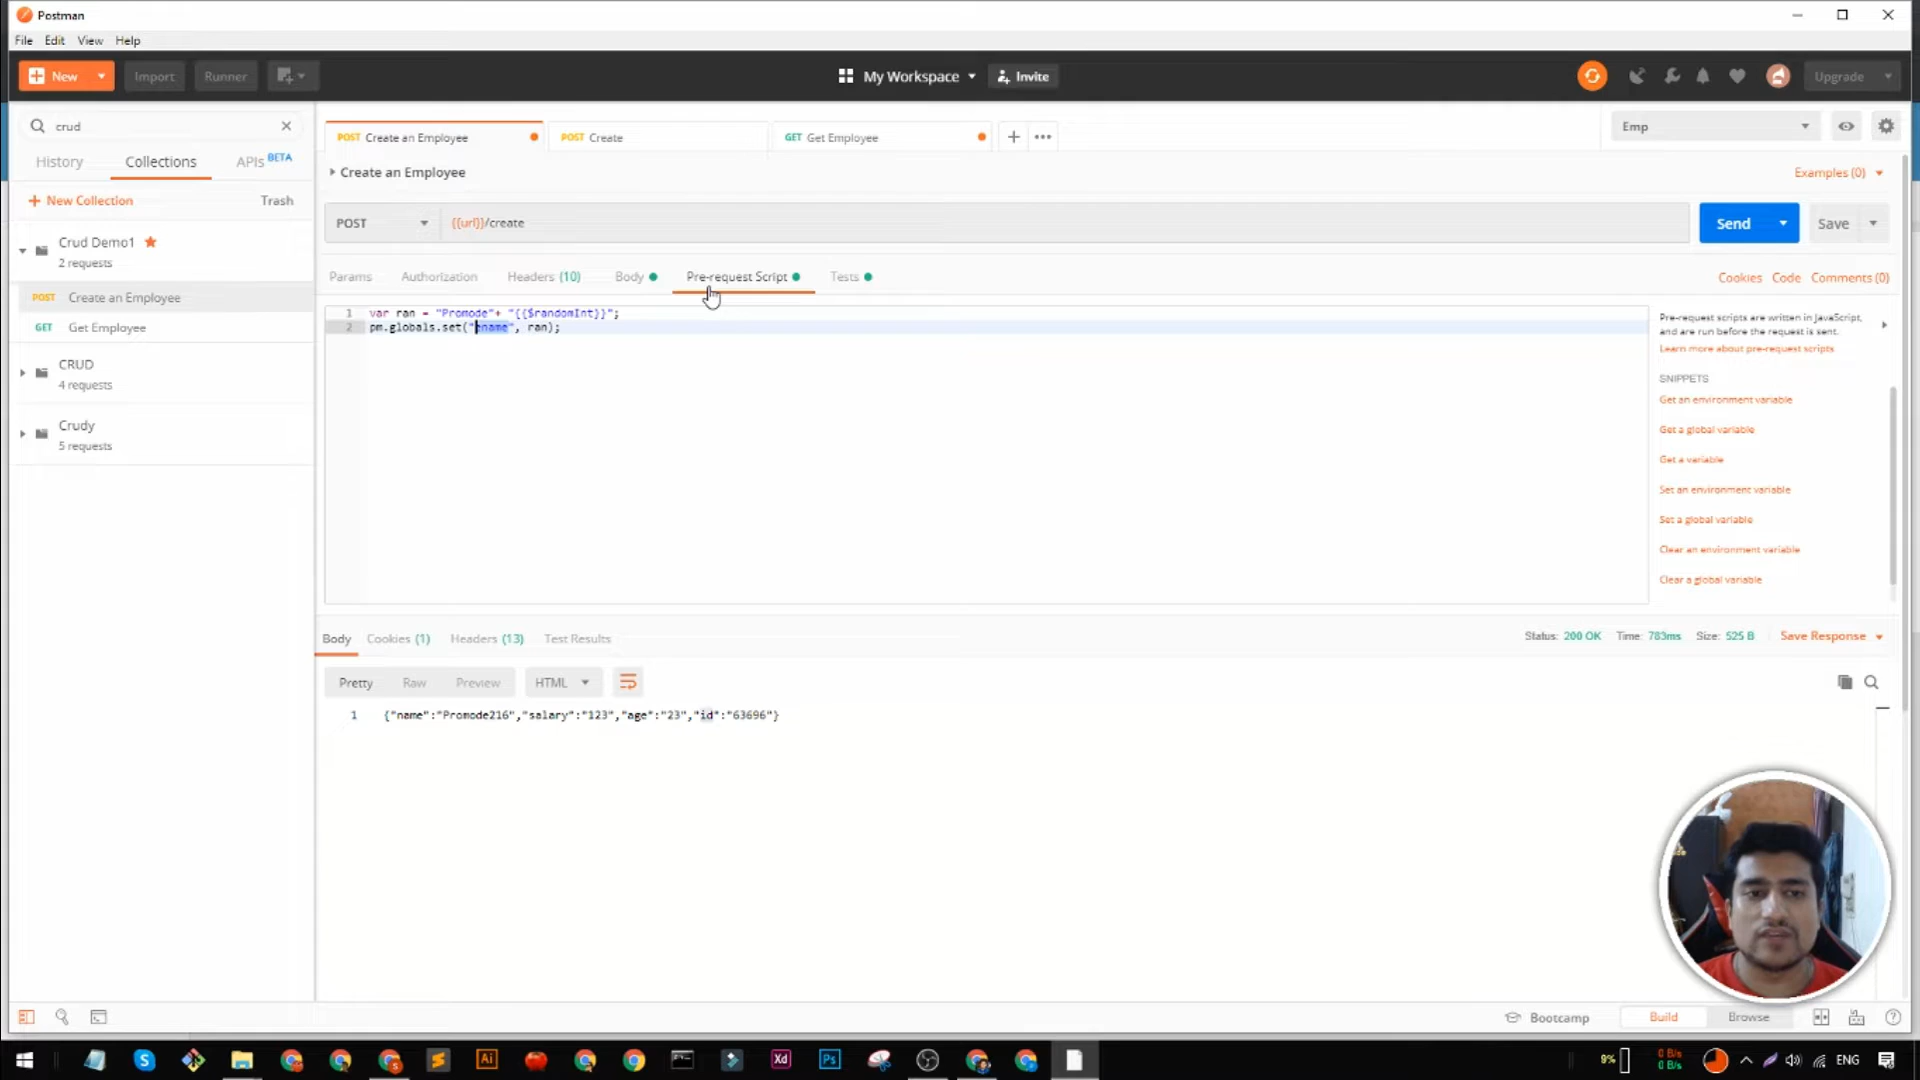 Postman
File Edit View Help
New Import Runner My Workspace Invite Upgrade
crud
History Collections APIs BETA
New Collection Trash
Crud Demo1
2 requests
POST Create an Employee
GET Get Employee
CRUD
4 requests
Crudy
5 requests
POST Create an Employee POST Create GET Get Employee Emp
Create an Employee Examples (0)
POST {{url}}/create Send Save
Params Authorization Headers (10) Body Pre-request Script Tests Cookies Code Comments (0)
1 var ran = "Promode"+ "{{$randomInt}}";
2 pm.globals.set("ename", ran);
Pre-request scripts are written in JavaScript,
and are run before the request is sent.
Learn more about pre-request scripts
SNIPPETS
Get an environment variable
Get a global variable
Get a variable
Set an environment variable
Set a global variable
Clear an environment variable
Clear a global variable
Body Cookies (1) Headers (13) Test Results Status: 200 OK Time: 783ms Size: 525 B Save Response
Pretty Raw Preview HTML
1 {"name":"Promode216","salary":"123","age":"23","id":"63696"}
Bootcamp Build Browse
S Ai Xd Ps 9% 0 B/s
0 B/s ENG